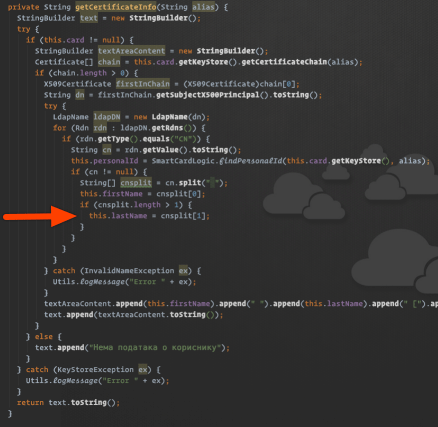 private String getCertificateInfo(String alias) {
StringBuilder text = new StringBuilder();
try {
if (this.card != null) {
StringBuilder textAreaContent = new StringBuilder();
Certificate[] chain = this.card.getKeyStore().getCertificateChain(alias);
if (chain.length > 0) {
X509Certificate firstInChain = (X509Certificate)chain[0];
String dn = firstInChain.getSubjectX500Principal().toString();
try {
LdapName ldapDN = new LdapName(dn);
for (Rdn rdn : ldapDN.getRdns()) {
if (rdn.getType().equals("CN")) {
String cn = rdn.getValue().toString();
this.personalId = SmartCardLogic.findPersonalId(this.card.getKeyStore(), alias);
if (cn != null) {
String[] cnsplit = cn.split(" ");
this.firstName = cnsplit[0];
if (cnsplit.length > 1) {
this.lastName = cnsplit[1];
}
}
}
}
} catch (InvalidNameException ex) {
Utils.logMessage("Error " + ex);
}
textAreaContent.append(this.firstName).append(" ").append(this.lastName).append(" [").a
text.append(textAreaContent.toString());
}
} else {
text.append("Нема података о кориснику");
}
} catch (KeyStoreException ex) {
Utils.logMessage("Error " + ex);
}
return text.toString();
}